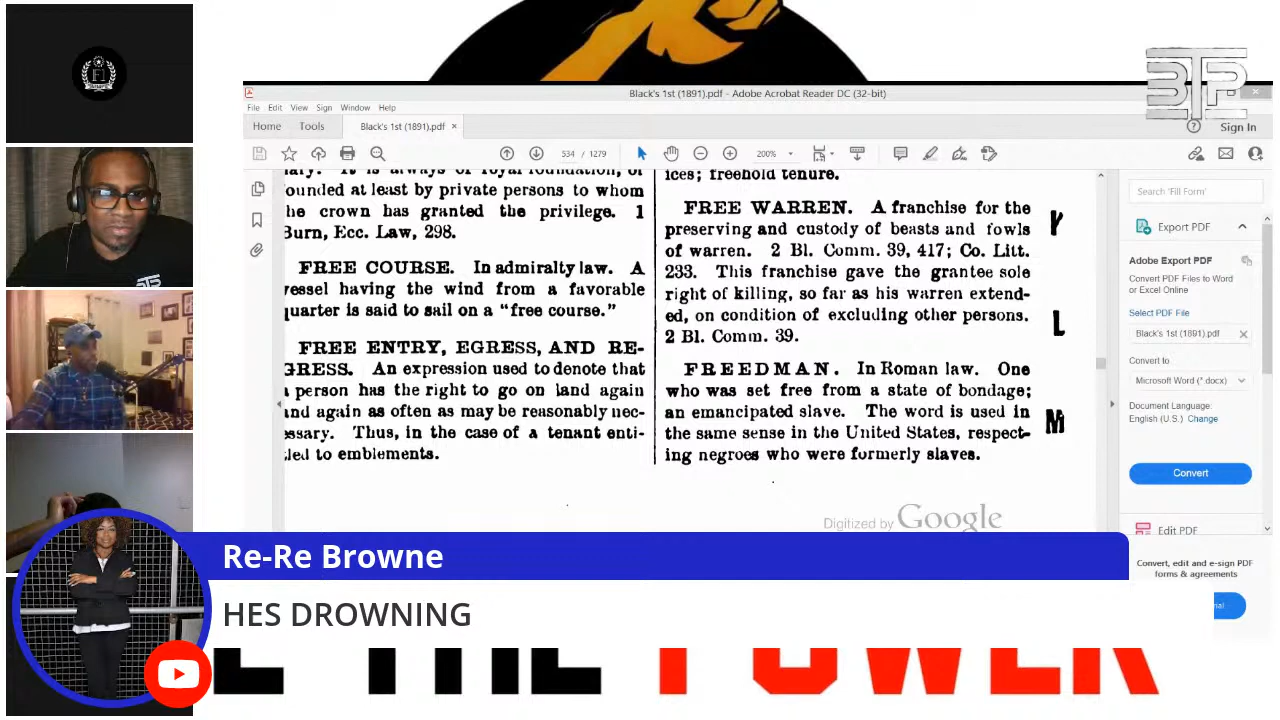 Black's 1st (1891).pdf - Adobe Acrobat Reader DC (32-bit)
File Edit View Sign Window Help
Home Tools Black's 1st (1891).pdf ×
? Sign In
534 / 1279
200%
ounded at least by private persons to whom
he crown has granted the privilege. 1
Burn, Ecc. Law, 298.
FREE COURSE. In admiralty law. A
vessel having the wind from a favorable
quarter is said to sail on a "free course."
FREE ENTRY, EGRESS, AND RE-
GRESS. An expression used to denote that
a person has the right to go on land again
and again as often as may be reasonably nec-
essary. Thus, in the case of a tenant enti-
tled to emblements.
ices; freehold tenure.
FREE WARREN. A franchise for the
preserving and custody of beasts and fowls
of warren. 2 Bl. Comm. 39, 417; Co. Litt.
233. This franchise gave the grantee sole
right of killing, so far as his warren extend-
ed, on condition of excluding other persons.
2 Bl. Comm. 39.
FREEDMAN. In Roman law. One
who was set free from a state of bondage;
an emancipated slave. The word is used in
the same sense in the United States, respect-
ing negroes who were formerly slaves.
L
M
Digitized by Google
Search 'Fill Form'
Export PDF
Adobe Export PDF
Convert PDF Files to Word
or Excel Online
Select PDF File
Black's 1st (1891).pdf ×
Convert to
Microsoft Word (*.docx)
Document Language:
English (U.S.) Change
Convert
Edit PDF
Convert, edit and e-sign PDF
forms & agreements
Re-Re Browne
HES DROWNING
THE POWER